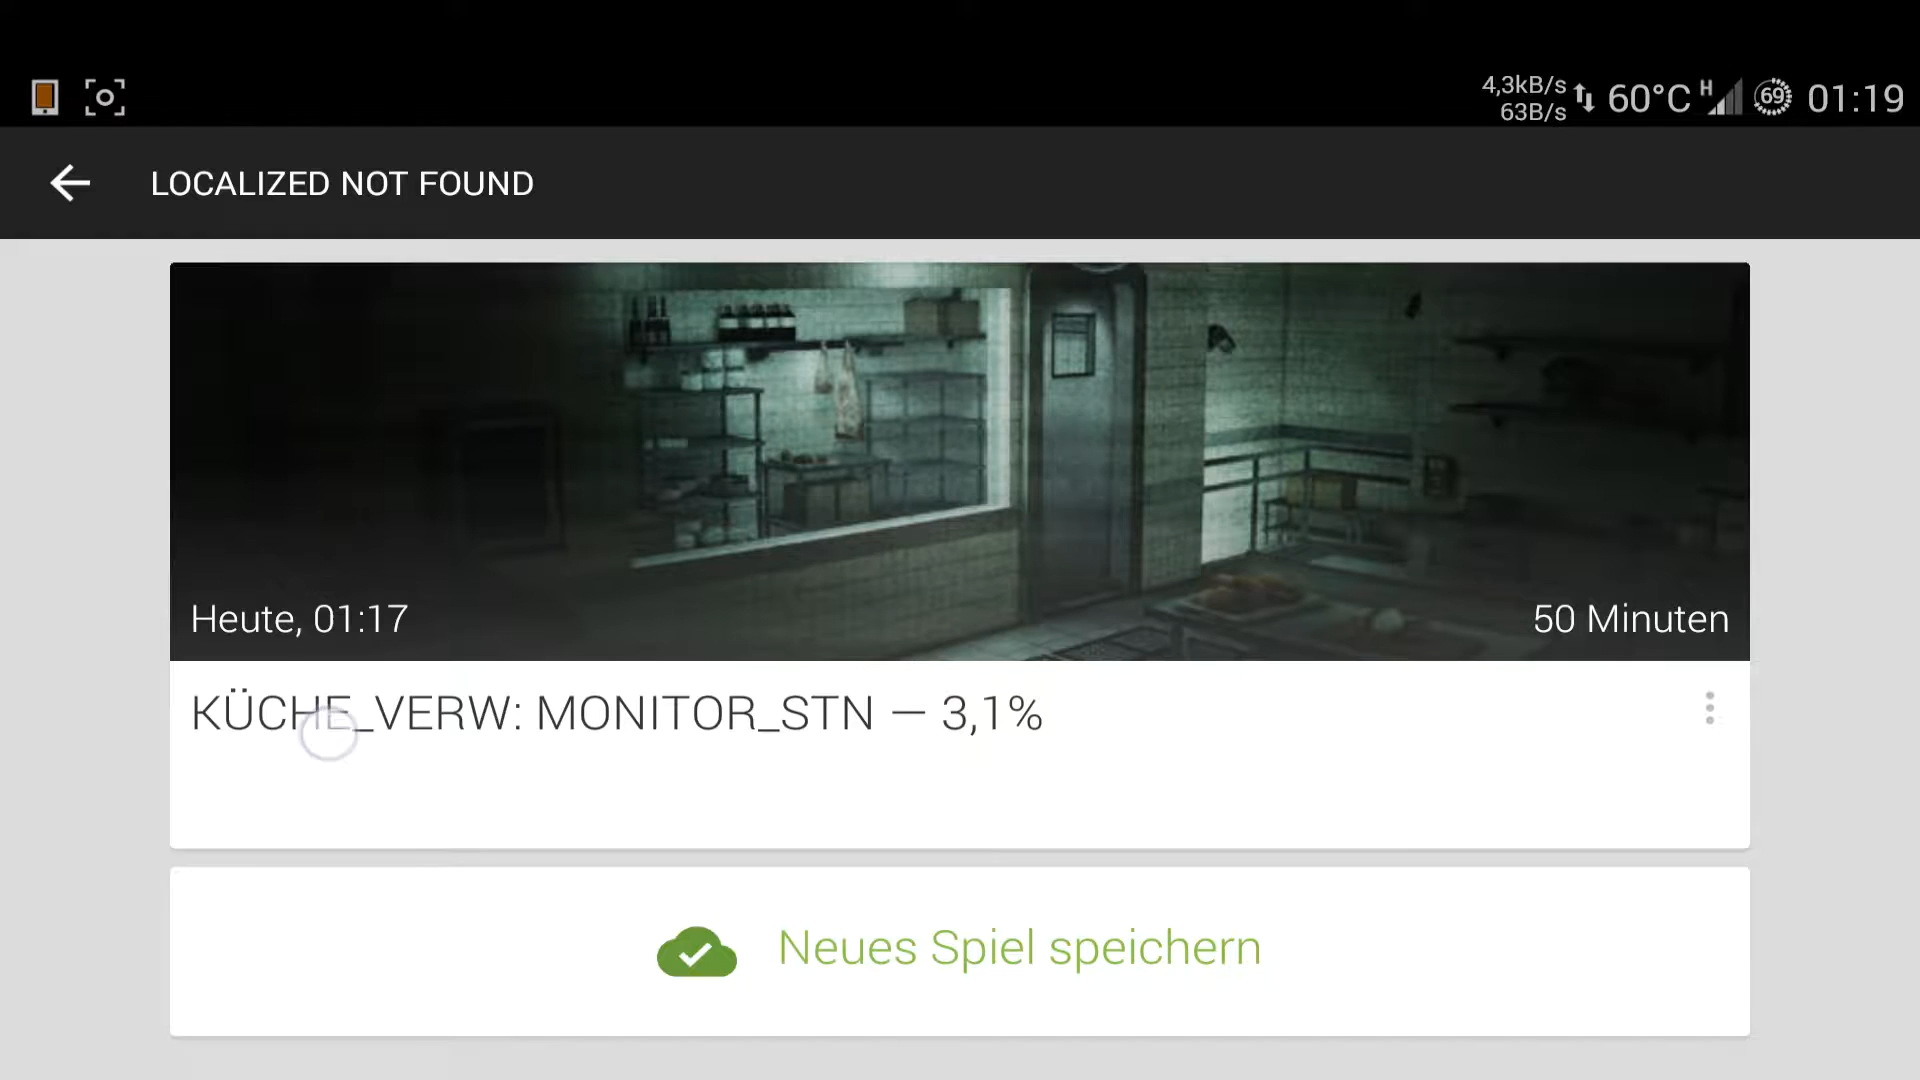 4,3kB/s
63B/s
60°C H 69 01:19
LOCALIZED NOT FOUND
Heute, 01:17
50 Minuten
KÜCHE_VERW: MONITOR_STN — 3,1%
Neues Spiel speichern